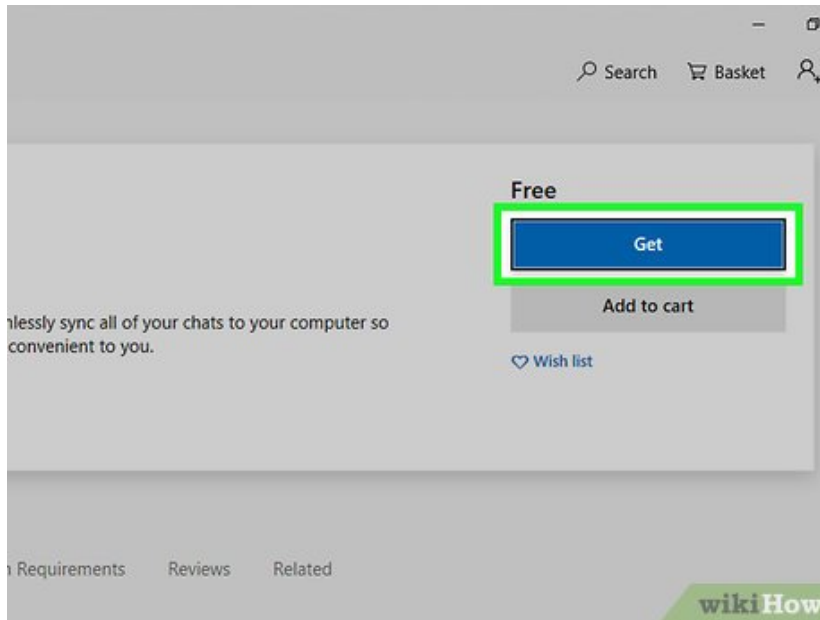 Search Basket
Free
Get
Add to cart
nlessly sync all of your chats to your computer so
convenient to you.
Wish list
Requirements Reviews Related
wikiHow